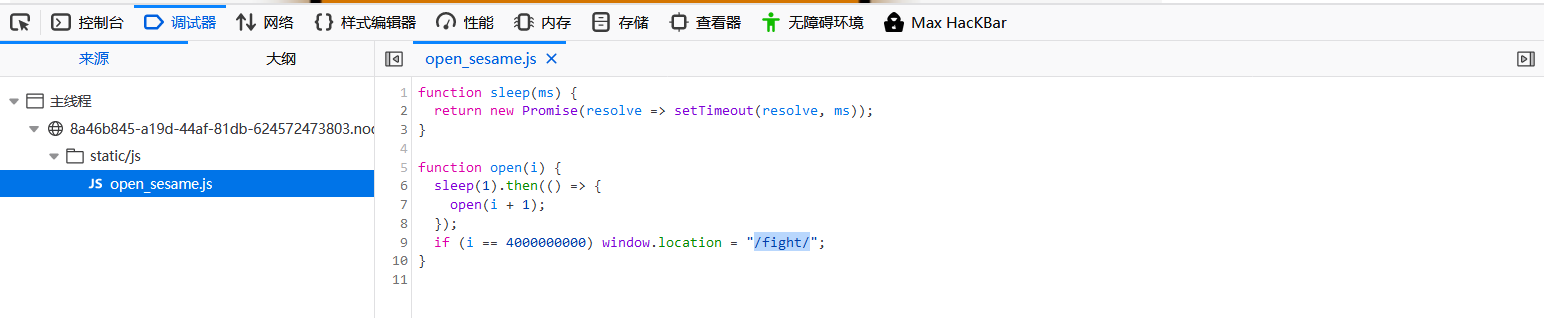 控制台 调试器 网络 样式编辑器 性能 内存 存储 查看器 无障碍环境 Max HacKBar
来源 大纲
主线程
8a46b845-a19d-44af-81db-624572473803.noc
static/js
JS open_sesame.js
open_sesame.js
1 function sleep(ms) {
2   return new Promise(resolve => setTimeout(resolve, ms));
3 }
4
5 function open(i) {
6   sleep(1).then(() => {
7     open(i + 1);
8   });
9   if (i == 4000000000) window.location = "/fight/";
10 }
11